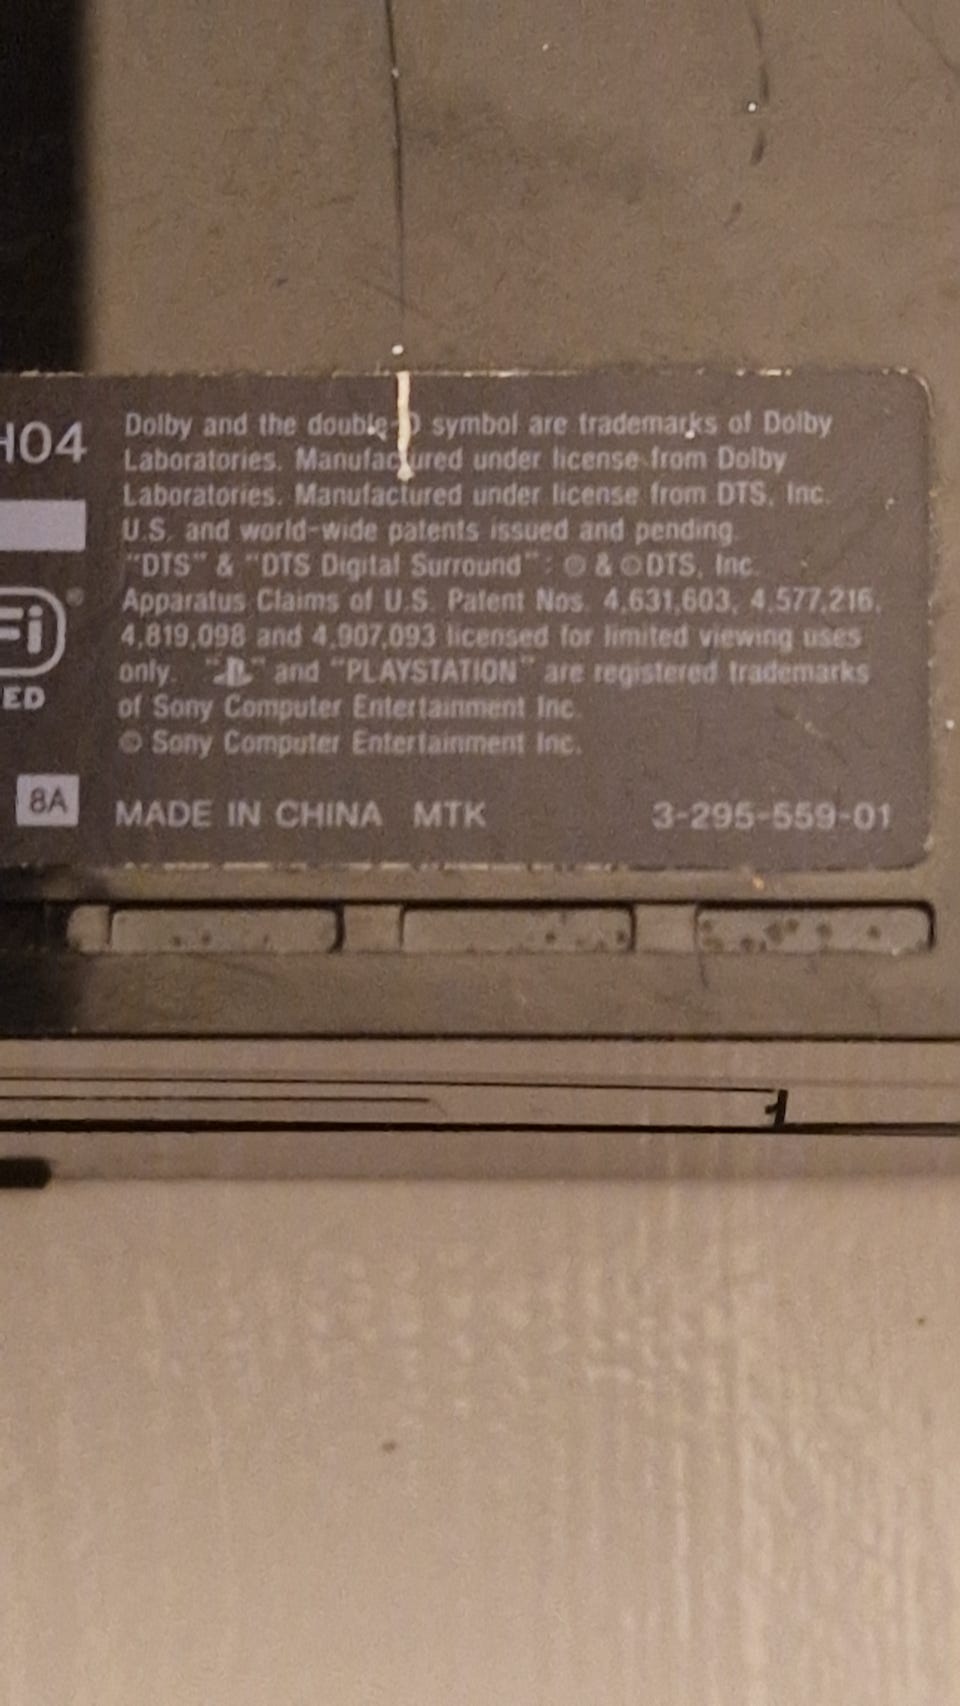 H04
Dolby and the double-D symbol are trademarks of Dolby
Laboratories. Manufactured under license from Dolby
Laboratories. Manufactured under license from DTS, Inc.
U.S. and world-wide patents issued and pending.
"DTS" & "DTS Digital Surround": ℗ & ©DTS, Inc.
Apparatus Claims of U.S. Patent Nos. 4,631,603, 4,577,216,
4,819,098 and 4,907,093 licensed for limited viewing uses
only. "" and "PLAYSTATION" are registered trademarks
of Sony Computer Entertainment Inc.
© Sony Computer Entertainment Inc.
Fi®
ED
8A
MADE IN CHINA MTK 3-295-559-01